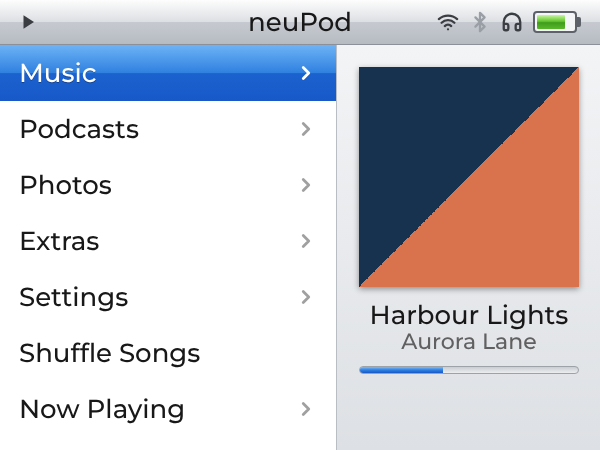 neuPod
Music
Podcasts
Photos
Extras
Settings
Shuffle Songs
Now Playing
Harbour Lights
Aurora Lane